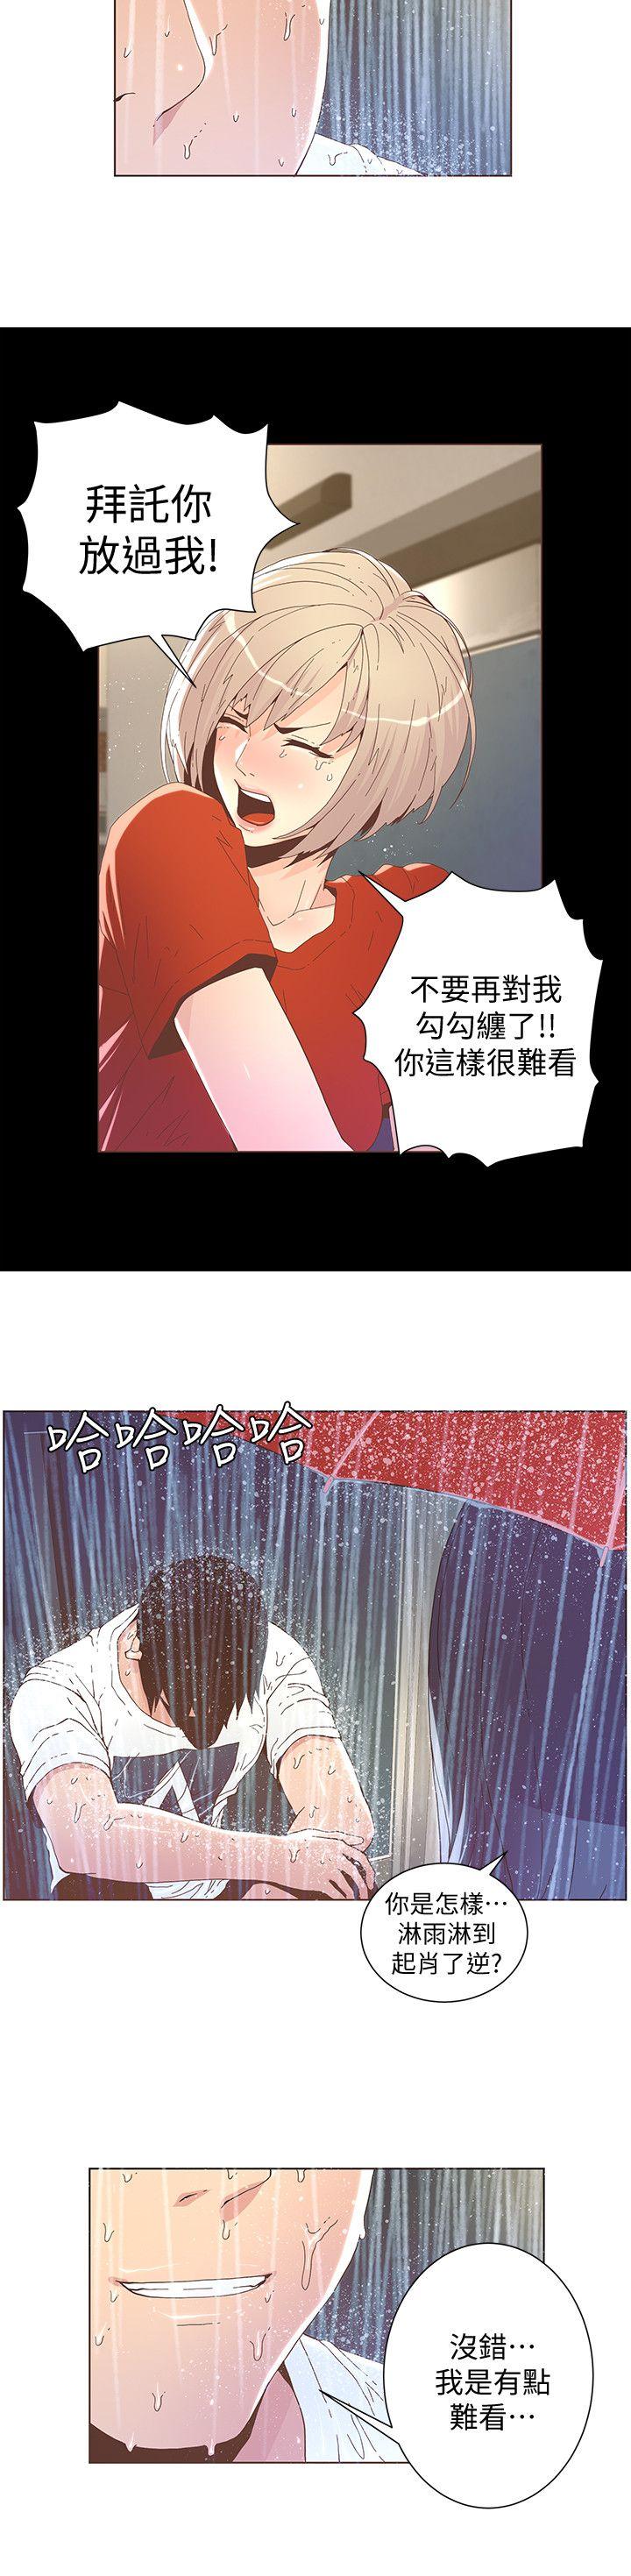 拜託你
放過我!
不要再對我
勾勾纏了!!
你這樣很難看
哈哈哈哈
你是怎樣…
淋雨淋到
起肖了逆?
沒錯…
我是有點
難看…